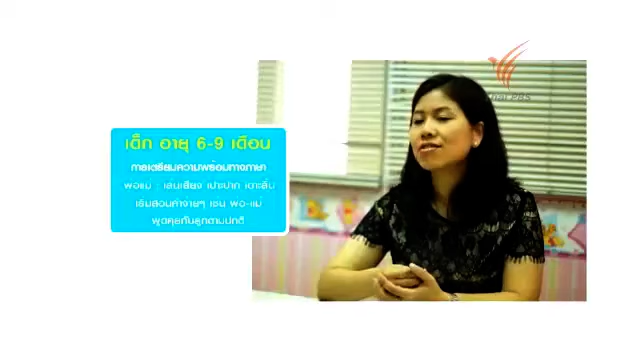 เด็ก อายุ 6-9 เดือน
การเตรียมความพร้อมทางภาษา
พ่อแม่ : เล่นเสียง เป่าปาก เดาะลิ้น
เริ่มสอนคำง่ายๆ เช่น พ่อ-แม่
พูดคุยกับลูกตามปกติ
Thai PBS